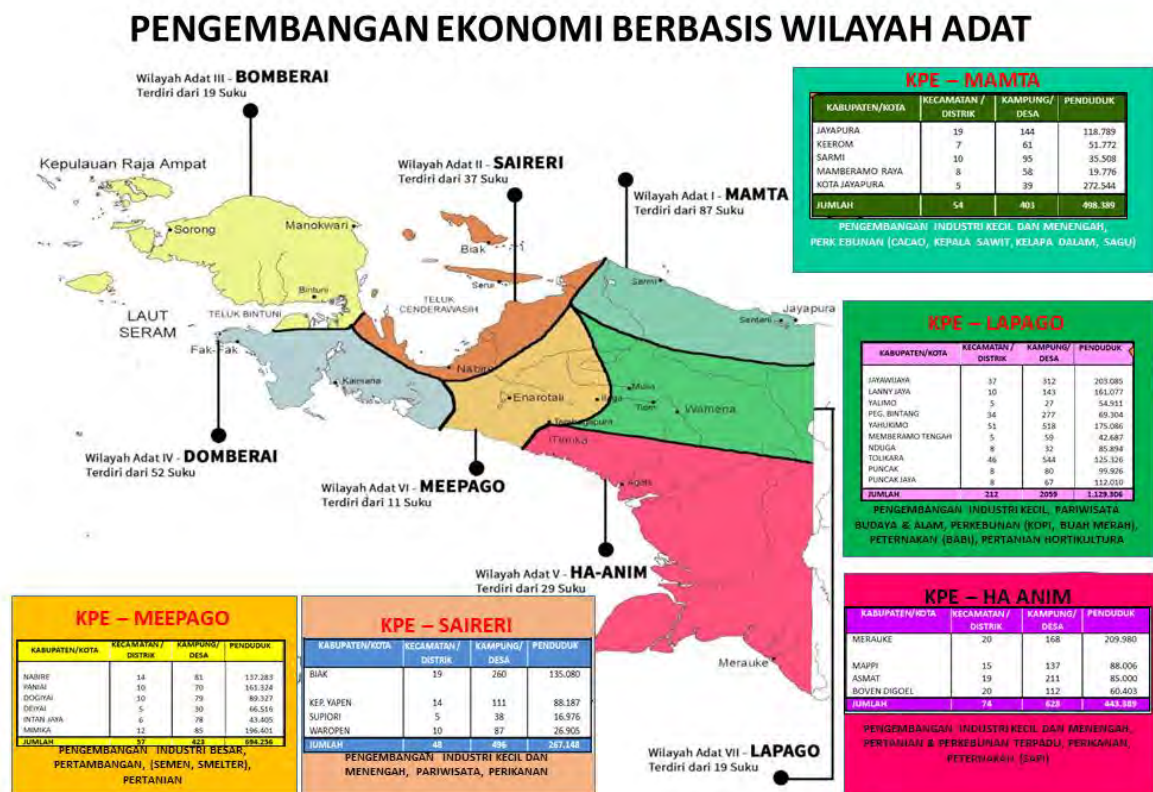 PENGEMBANGAN EKONOMI BERBASIS WILAYAH ADAT
Wilayah Adat III - BOMBERAI
Terdiri dari 19 Suku
Kepulauan Raja Ampat
Wilayah Adat II - SAIRERI
Terdiri dari 37 Suku
Wilayah Adat I - MAMTA
Terdiri dari 87 Suku
Sorong
Manokwari
Biak
Serui
Sarmi
Bintuni
TELUK CENDERAWASIH
Jayapura
Sentani
LAUT SERAM
TELUK BINTUNI
Fak-Fak
Kaimana
Nabire
Enarotali
Ilaga
Mulia
Tiom
Wamena
Tembagapura
Timika
Agats
Merauke
Wilayah Adat IV - DOMBERAI
Terdiri dari 52 Suku
Wilayah Adat VI - MEEPAGO
Terdiri dari 11 Suku
Wilayah Adat V - HA-ANIM
Terdiri dari 29 Suku
Wilayah Adat VII - LAPAGO
Terdiri dari 19 Suku
KPE – MAMTA
KABUPATEN/KOTA KECAMATAN / DISTRIK KAMPUNG/ DESA PENDUDUK
JAYAPURA 19 144 118.789
KEEROM 7 61 51.772
SARMI 10 95 35.508
MAMBERAMO RAYA 8 58 19.776
KOTA JAYAPURA 5 39 272.544
JUMLAH 54 401 498.389
PENGEMBANGAN INDUSTRI KECIL DAN MENENGAH,
PERK EBUNAN (CACAO, KEPALA SAWIT, KELAPA DALAM, SAGU)
KPE – LAPAGO
KABUPATEN/KOTA KECAMATAN / DISTRIK KAMPUNG/ DESA PENDUDUK
JAYAWIJAYA 37 312 203.085
LANNY JAYA 10 143 161.077
YALIMO 5 27 54.911
PEG. BINTANG 34 277 69.304
YAHUKIMO 51 518 175.086
MEMBERAMO TENGAH 5 59 42.687
NDUGA 8 32 85.894
TOLIKARA 46 544 125.326
PUNCAK 8 80 99.926
PUNCAK JAYA 8 67 112.010
JUMLAH 212 2059 1.129.306
PENGEMBANGAN INDUSTRI KECIL, PARIWISATA
BUDAYA & ALAM, PERKEBUNAN (KOPI, BUAH MERAH),
PETERNAKAN (BABI), PERTANIAN HORTIKULTURA
KPE – HA ANIM
KABUPATEN/KOTA KECAMATAN / DISTRIK KAMPUNG/ DESA PENDUDUK
MERAUKE 20 168 209.980
MAPPI 15 137 88.006
ASMAT 19 211 85.000
BOVEN DIGOEL 20 112 60.403
JUMLAH 74 628 443.389
PENGEMBANGAN INDUSTRI KECIL DAN MENENGAH,
PERTANIAN & PERKEBUNAN TERPADU, PERIKANAN,
PETERNAKAN (SAPI)
KPE – MEEPAGO
KABUPATEN/KOTA KECAMATAN / DISTRIK KAMPUNG/ DESA PENDUDUK
NABIRE 14 81 137.283
PANIAI 10 70 161.324
DOGIYAI 10 79 89.327
DEIYAI 5 30 66.516
INTAN JAYA 6 78 43.405
MIMIKA 12 85 196.401
JUMLAH 57 423 694.256
PENGEMBANGAN INDUSTRI BESAR,
PERTAMBANGAN, (SEMEN, SMELTER),
PERTANIAN
KPE – SAIRERI
KABUPATEN/KOTA KECAMATAN / DISTRIK KAMPUNG/ DESA PENDUDUK
BIAK 19 260 135.080
KEP. YAPEN 14 111 88.187
SUPIORI 5 38 16.976
WAROPEN 10 87 26.905
JUMLAH 48 496 267.148
PENGEMBANGAN INDUSTRI KECIL DAN
MENENGAH, PARIWISATA, PERIKANAN